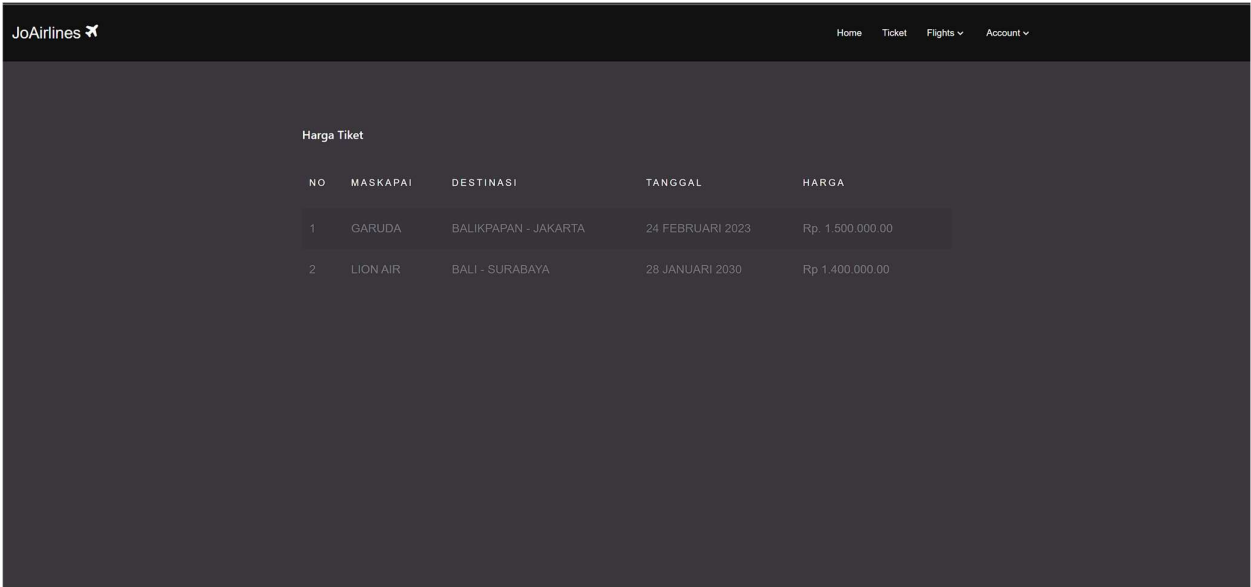 JoAirlines
Home Ticket Flights Account
Harga Tiket
NO MASKAPAI DESTINASI TANGGAL HARGA
1 GARUDA BALIKPAPAN - JAKARTA 24 FEBRUARI 2023 Rp. 1.500.000.00
2 LION AIR BALI - SURABAYA 28 JANUARI 2030 Rp 1.400.000.00